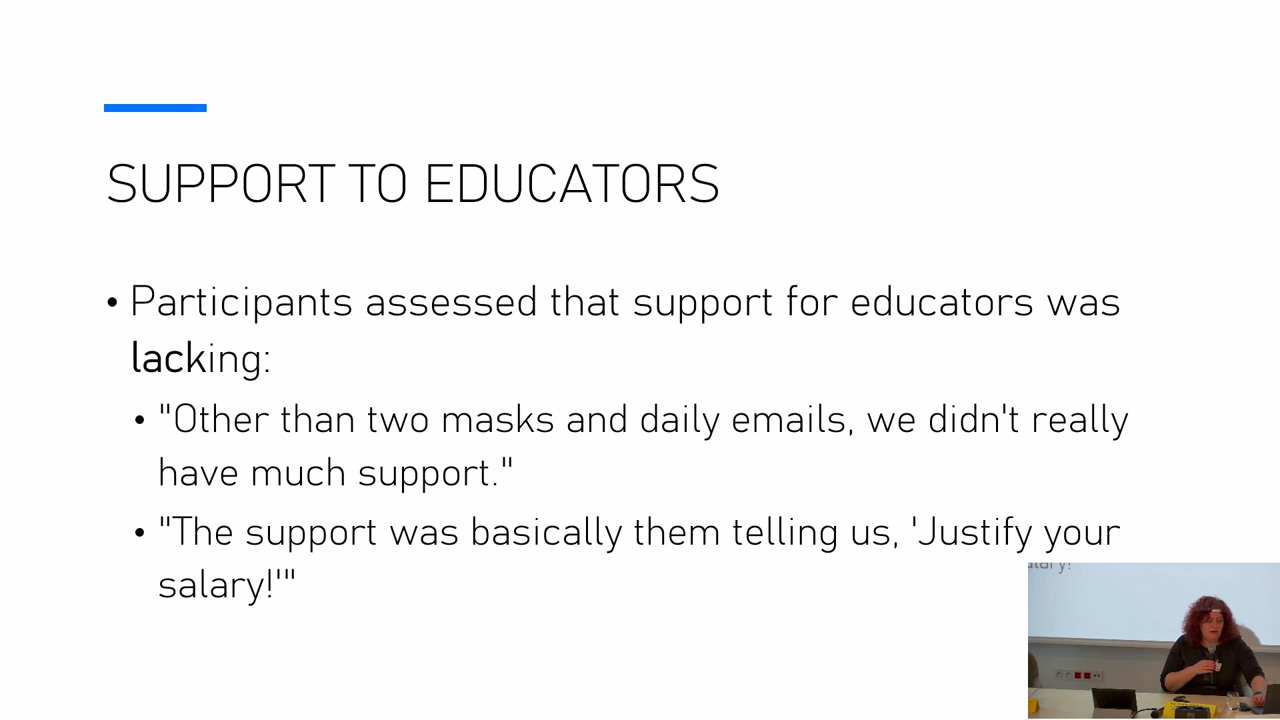 SUPPORT TO EDUCATORS
• Participants assessed that support for educators was
lacking:
• "Other than two masks and daily emails, we didn't really
have much support."
• "The support was basically them telling us, 'Justify your
salary!'"
alary!'